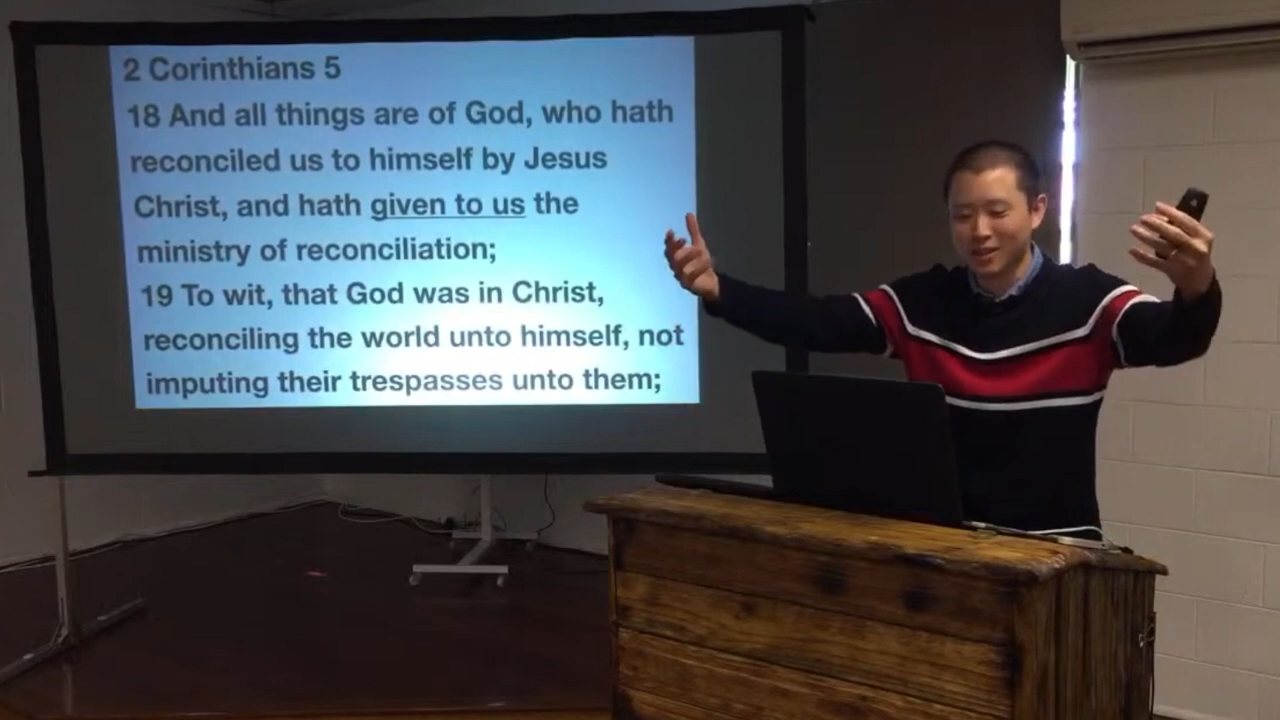 2 Corinthians 5
18 And all things are of God, who hath
reconciled us to himself by Jesus
Christ, and hath given to us the
ministry of reconciliation;
19 To wit, that God was in Christ,
reconciling the world unto himself, not
imputing their trespasses unto them;